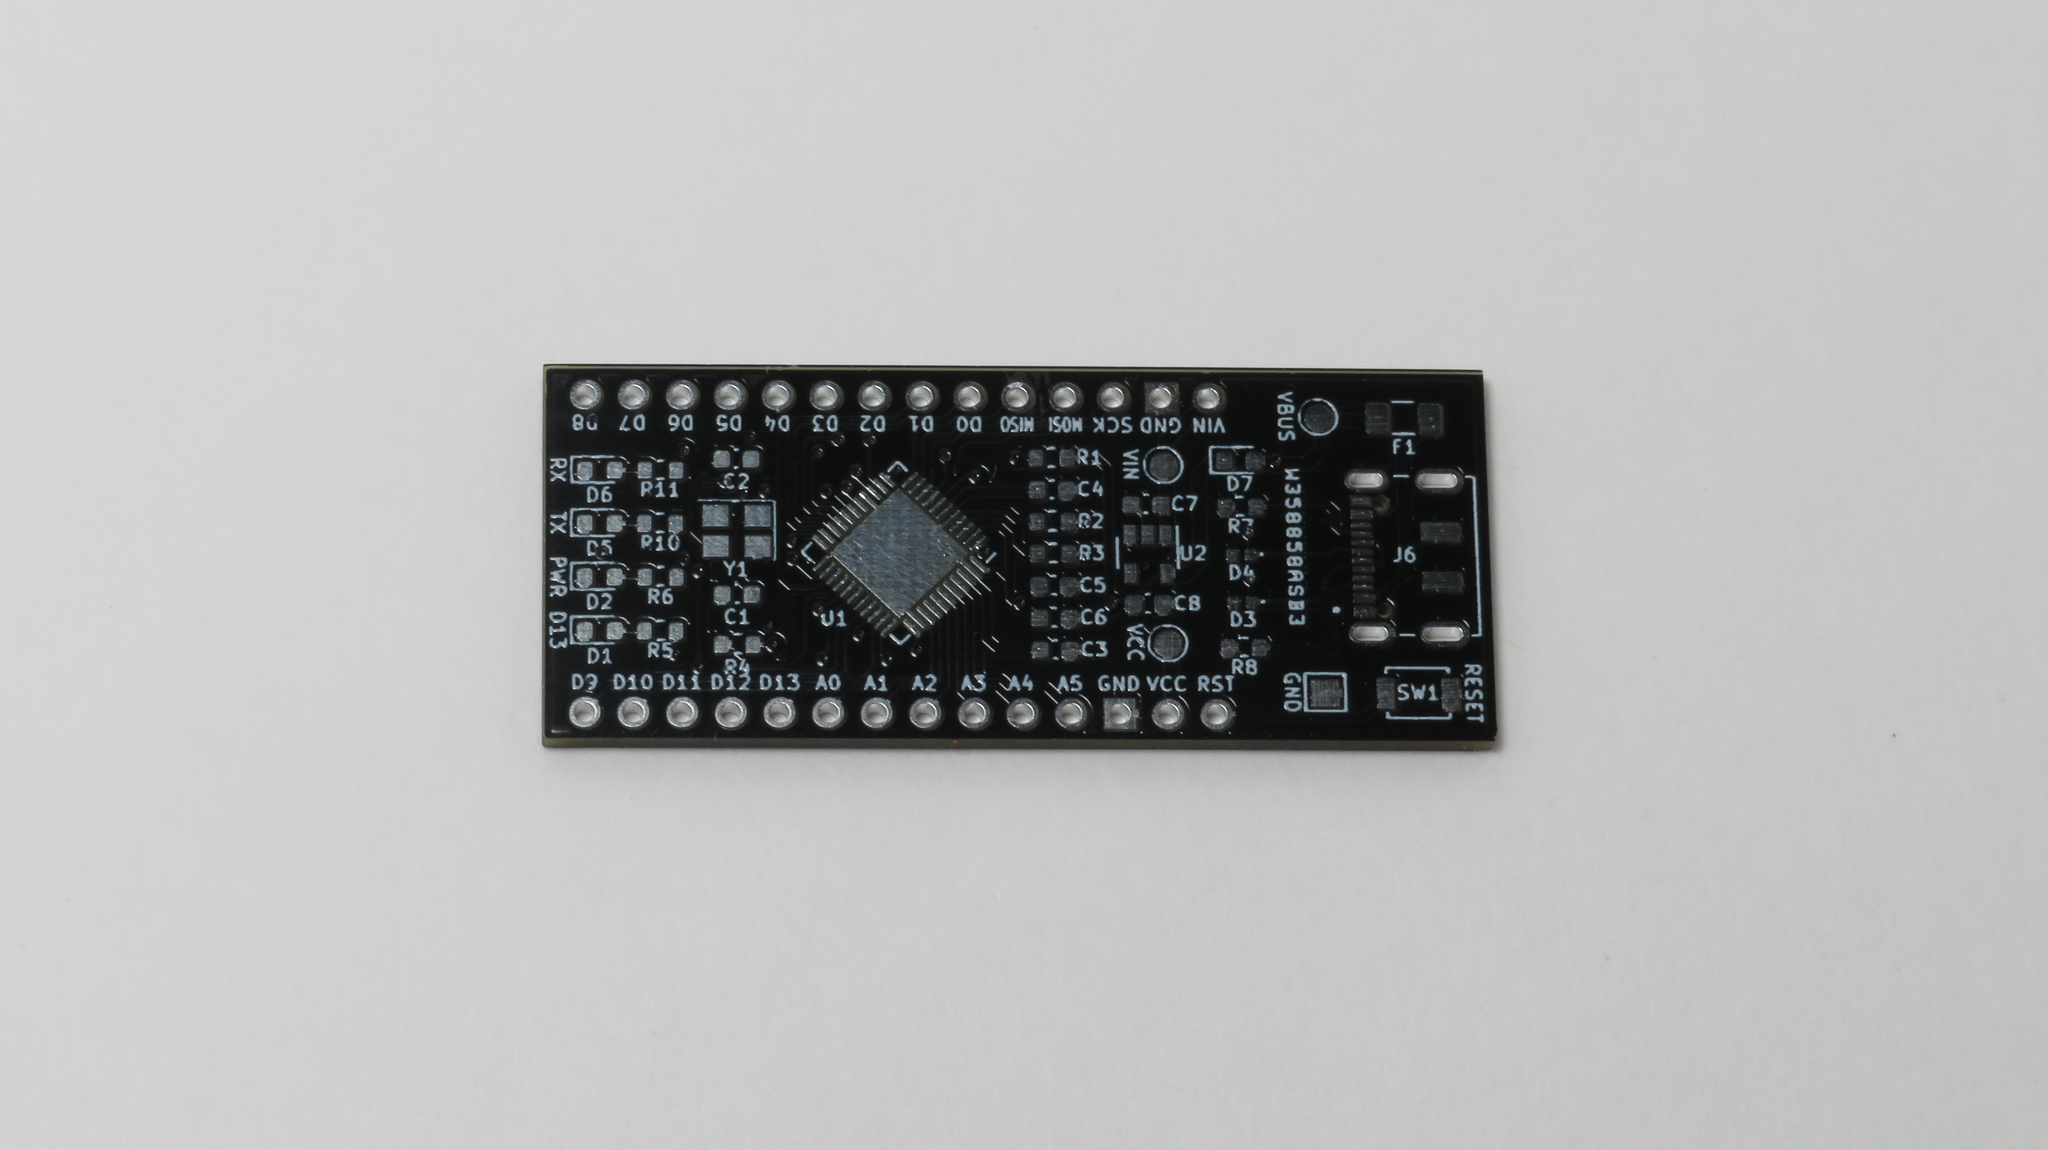 D8 D7 D6 D5 D4 D3 D2 D1 D0 MISO MOSI SCK GND VIN
VBUS
F1
RX
D6
R11
C2
R1
C4
VIN
C7
D7
W358858ASB3
TX
D5
R10
Y1
R2
R3
U2
R7
D4
J6
PWR
D2
R6
C1
U1
C5
C6
C8
D3
D13
D1
R5
R4
C3
VCC
R8
D9 D10 D11 D12 D13 A0 A1 A2 A3 A4 A5 GND VCC RST
GND
SW1
RESET